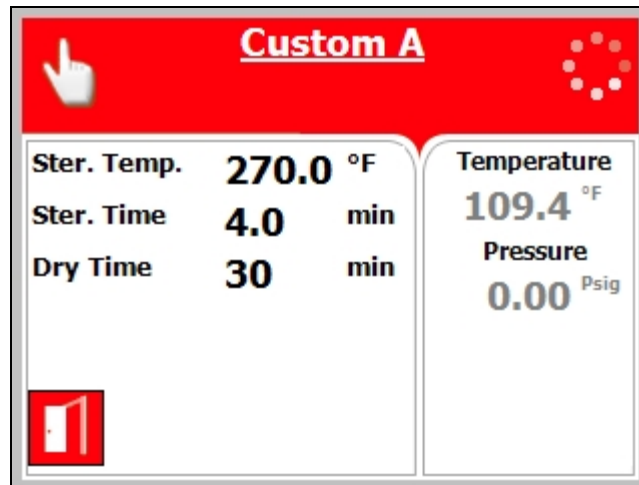 Custom A
Ster. Temp. 270.0 °F
Ster. Time 4.0 min
Dry Time 30 min
Temperature
109.4 °F
Pressure
0.00 Psig